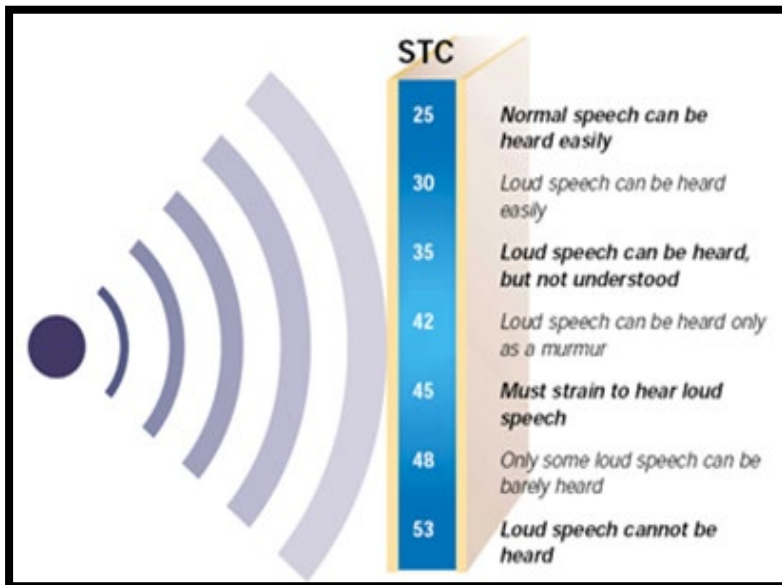 STC
25
Normal speech can be
heard easily
30
Loud speech can be heard
easily
35
Loud speech can be heard,
but not understood
42
Loud speech can be heard only
as a murmur
45
Must strain to hear loud
speech
48
Only some loud speech can be
barely heard
53
Loud speech cannot be
heard